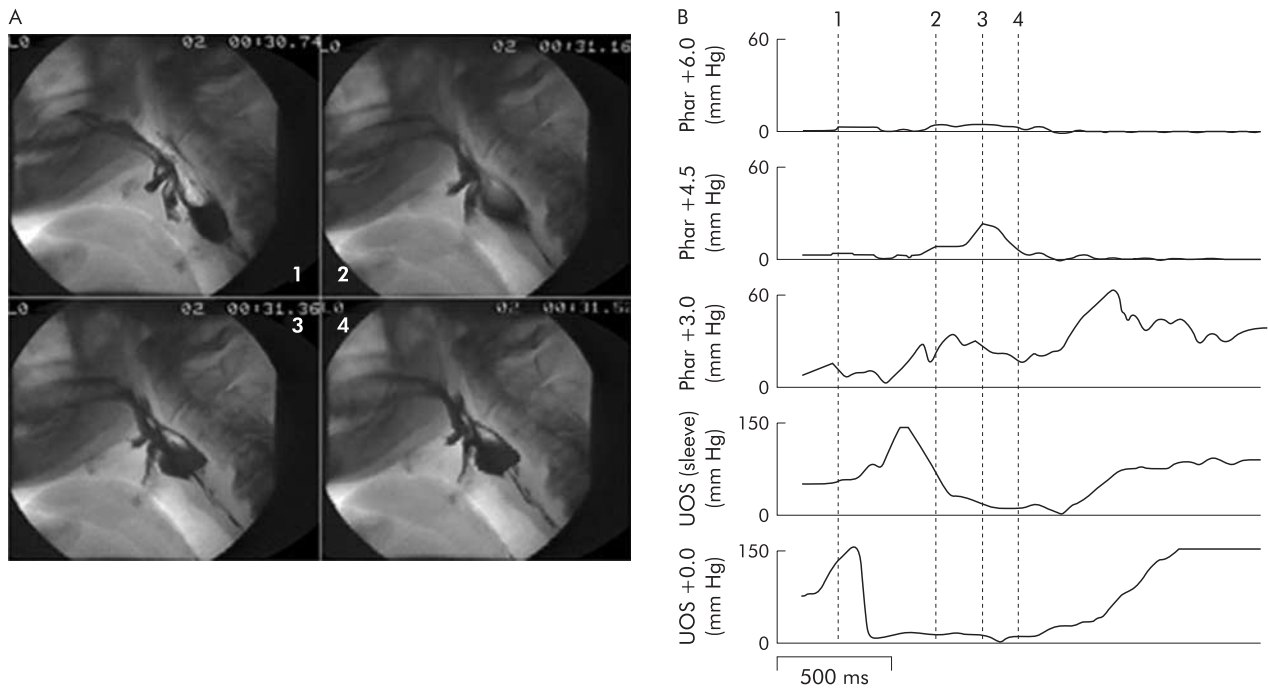 A
L0 02 00:30.74
L0 02 00:31.16
1
2
L0 02 00:31.36
L0 02 00:31.52
3
4
B
1 2 3 4
Phar +6.0
(mm Hg)
60
0
Phar +4.5
(mm Hg)
60
0
Phar +3.0
(mm Hg)
60
0
UOS (sleeve)
(mm Hg)
150
0
UOS +0.0
(mm Hg)
150
0
500 ms